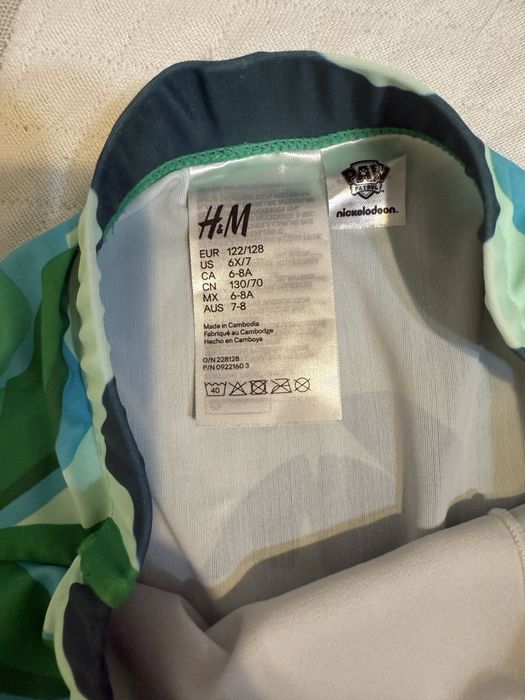 H&M
EUR 122/128
US 6X/7
CA 6-8A
CN 130/70
MX 6-8A
AUS 7-8
Made in Cambodia
Fabriqué au Cambodge
Hecho en Camboya
O/N 228128
P/N 0922160 3
40
PAW
PATROL
nickelodeon